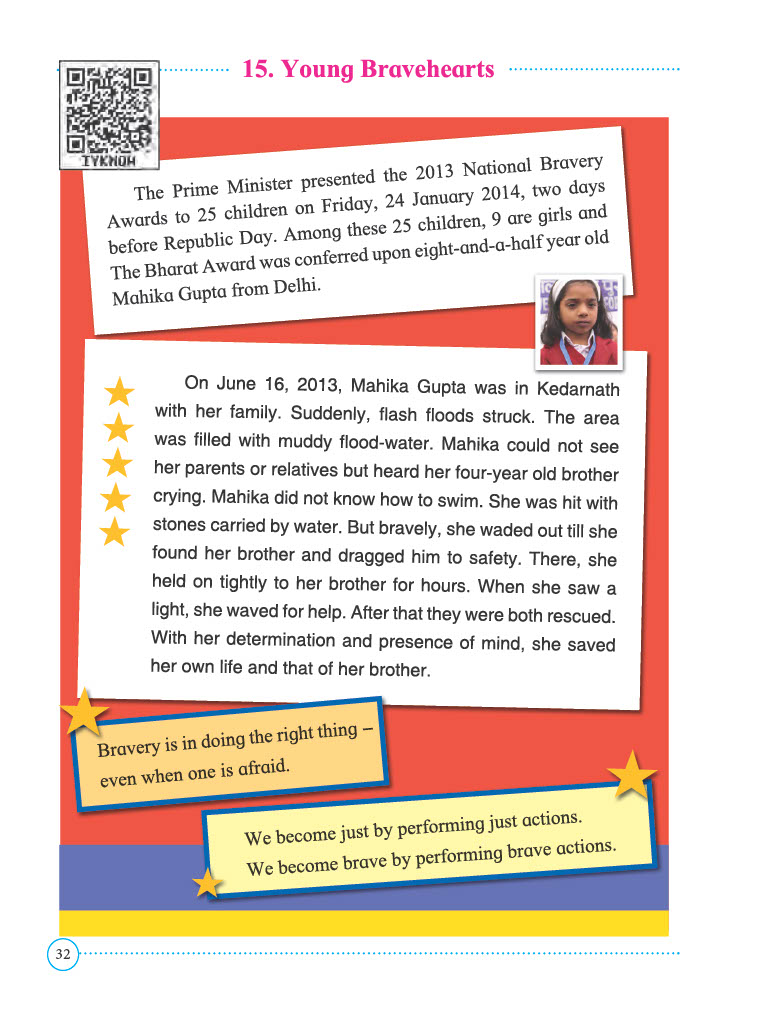 15. Young Bravehearts
IYKNOH
The Prime Minister presented the 2013 National Bravery
Awards to 25 children on Friday, 24 January 2014, two days
before Republic Day. Among these 25 children, 9 are girls and
The Bharat Award was conferred upon eight-and-a-half year old
Mahika Gupta from Delhi.
On June 16, 2013, Mahika Gupta was in Kedarnath
with her family. Suddenly, flash floods struck. The area
was filled with muddy flood-water. Mahika could not see
her parents or relatives but heard her four-year old brother
crying. Mahika did not know how to swim. She was hit with
stones carried by water. But bravely, she waded out till she
found her brother and dragged him to safety. There, she
held on tightly to her brother for hours. When she saw a
light, she waved for help. After that they were both rescued.
With her determination and presence of mind, she saved
her own life and that of her brother.
Bravery is in doing the right thing –
even when one is afraid.
We become just by performing just actions.
We become brave by performing brave actions.
32